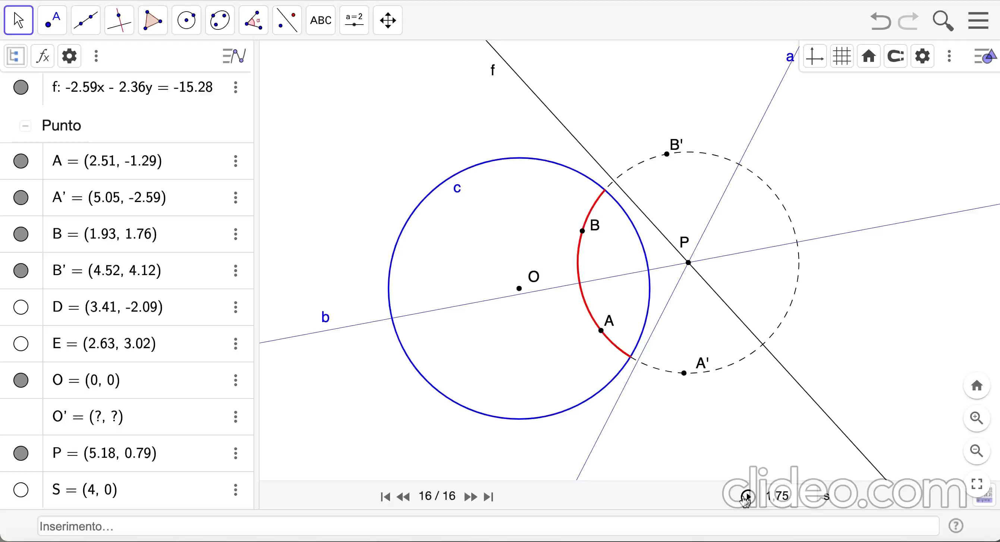 A
α
ABC
a=2
fx
f: -2.59x - 2.36y = -15.28
Punto
A = (2.51, -1.29)
A' = (5.05, -2.59)
B = (1.93, 1.76)
B' = (4.52, 4.12)
D = (3.41, -2.09)
E = (2.63, 3.02)
O = (0, 0)
O' = (?, ?)
P = (5.18, 0.79)
S = (4, 0)
f
a
B'
c
B
P
O
b
A
A'
16 / 16
1,75 s
clideo.com
Inserimento...
?